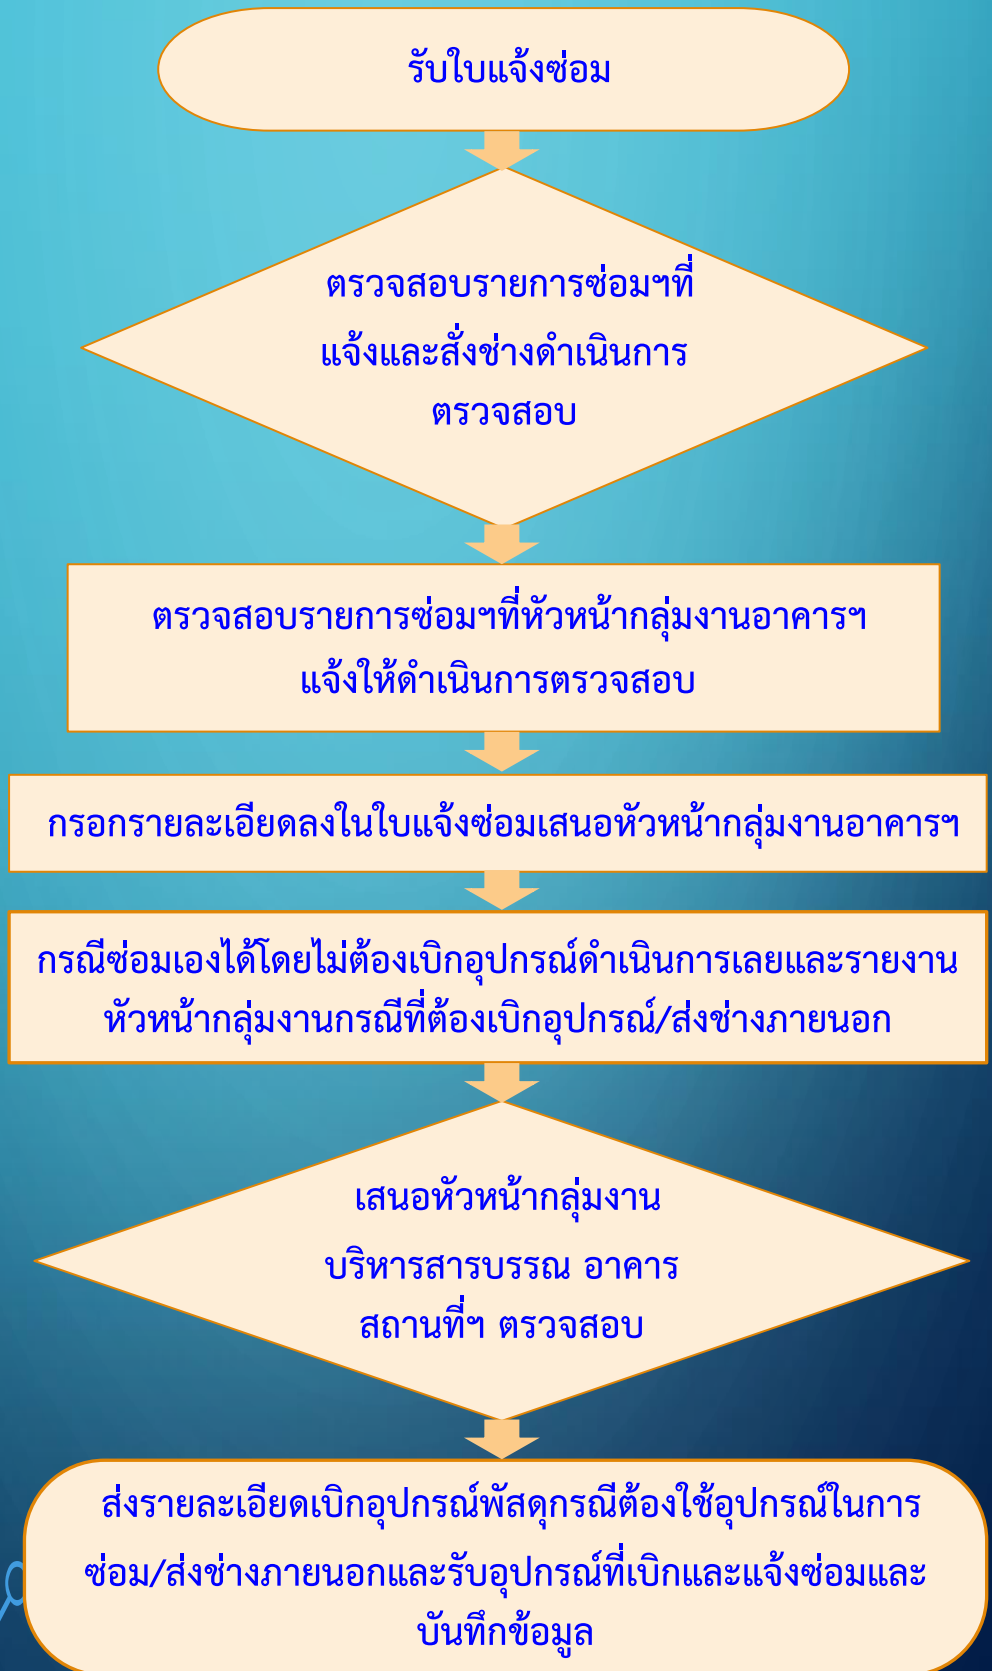 รับใบแจ้งซ่อม
ตรวจสอบรายการซ่อมฯที่
แจ้งและสั่งช่างดำเนินการ
ตรวจสอบ
ตรวจสอบรายการซ่อมฯที่หัวหน้ากลุ่มงานอาคารฯ
แจ้งให้ดำเนินการตรวจสอบ
กรอกรายละเอียดลงในใบแจ้งซ่อมเสนอหัวหน้ากลุ่มงานอาคารฯ
กรณีซ่อมเองได้โดยไม่ต้องเบิกอุปกรณ์ดำเนินการเลยและรายงาน
หัวหน้ากลุ่มงานกรณีที่ต้องเบิกอุปกรณ์/ส่งช่างภายนอก
เสนอหัวหน้ากลุ่มงาน
บริหารสารบรรณ อาคาร
สถานที่ฯ ตรวจสอบ
ส่งรายละเอียดเบิกอุปกรณ์พัสดุกรณีต้องใช้อุปกรณ์ในการ
ซ่อม/ส่งช่างภายนอกและรับอุปกรณ์ที่เบิกและแจ้งซ่อมและ
บันทึกข้อมูล